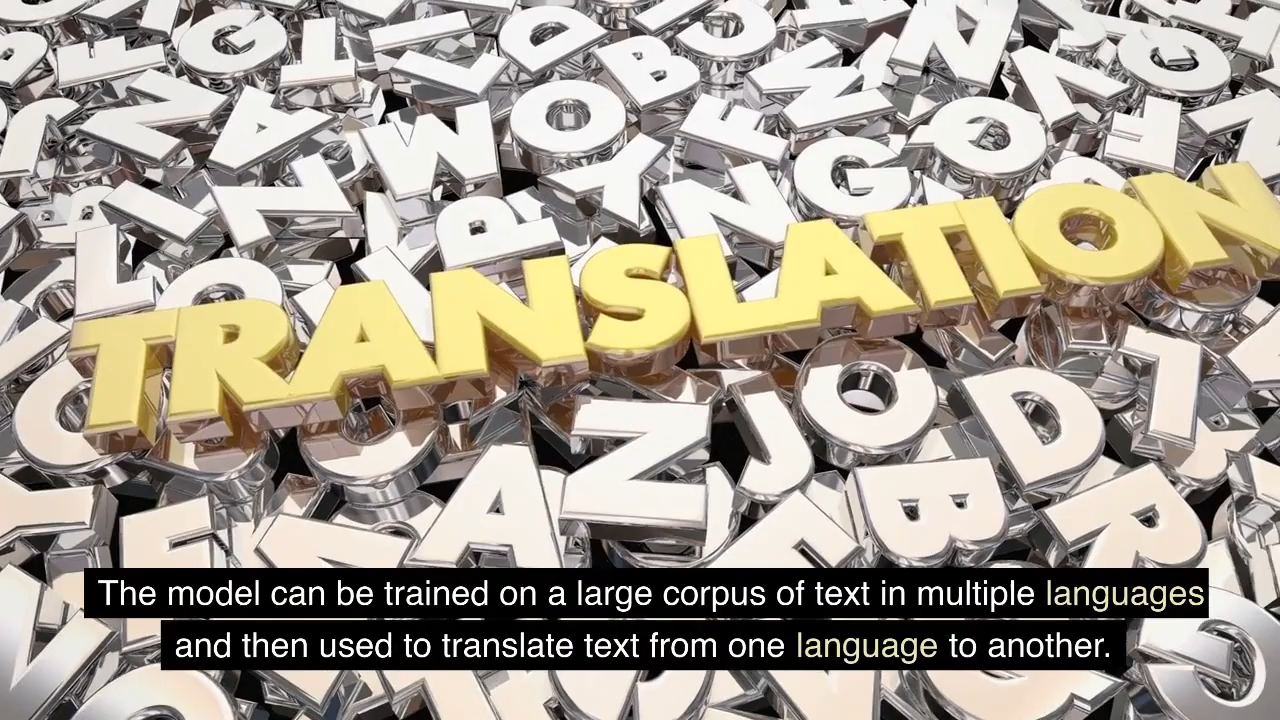 TRANSLATION
The model can be trained on a large corpus of text in multiple languages
and then used to translate text from one language to another.